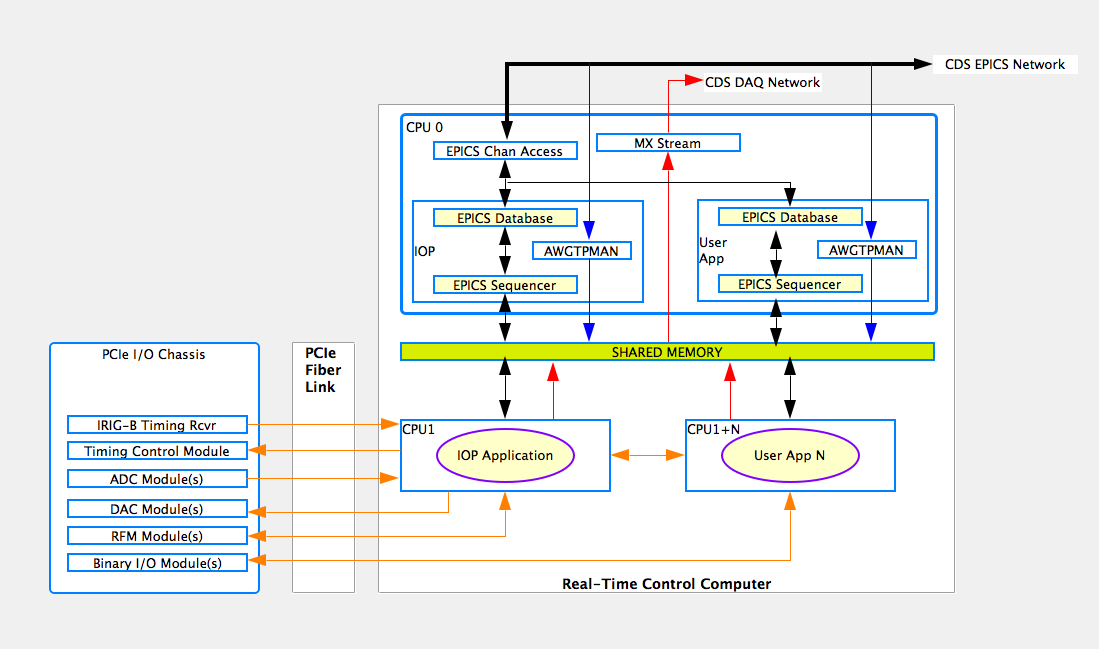 CDS EPICS Network
CDS DAQ Network
CPU 0
EPICS Chan Access
MX Stream
EPICS Database
IOP
AWGTPMAN
EPICS Sequencer
EPICS Database
User
App
AWGTPMAN
EPICS Sequencer
SHARED MEMORY
PCIe I/O Chassis
IRIG-B Timing Rcvr
Timing Control Module
ADC Module(s)
DAC Module(s)
RFM Module(s)
Binary I/O Module(s)
PCIe
Fiber
Link
CPU1
IOP Application
CPU1+N
User App N
Real-Time Control Computer